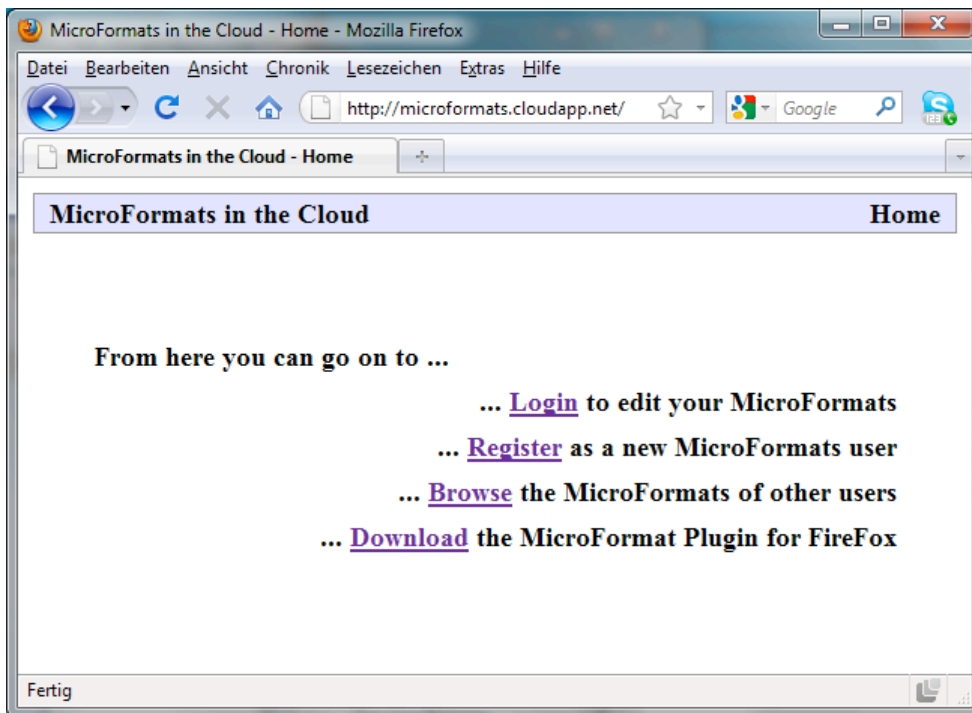 MicroFormats in the Cloud - Home - Mozilla Firefox
Datei Bearbeiten Ansicht Chronik Lesezeichen Extras Hilfe
http://microformats.cloudapp.net/ Google
MicroFormats in the Cloud - Home
MicroFormats in the Cloud Home
From here you can go on to ...
... Login to edit your MicroFormats
... Register as a new MicroFormats user
... Browse the MicroFormats of other users
... Download the MicroFormat Plugin for FireFox
Fertig